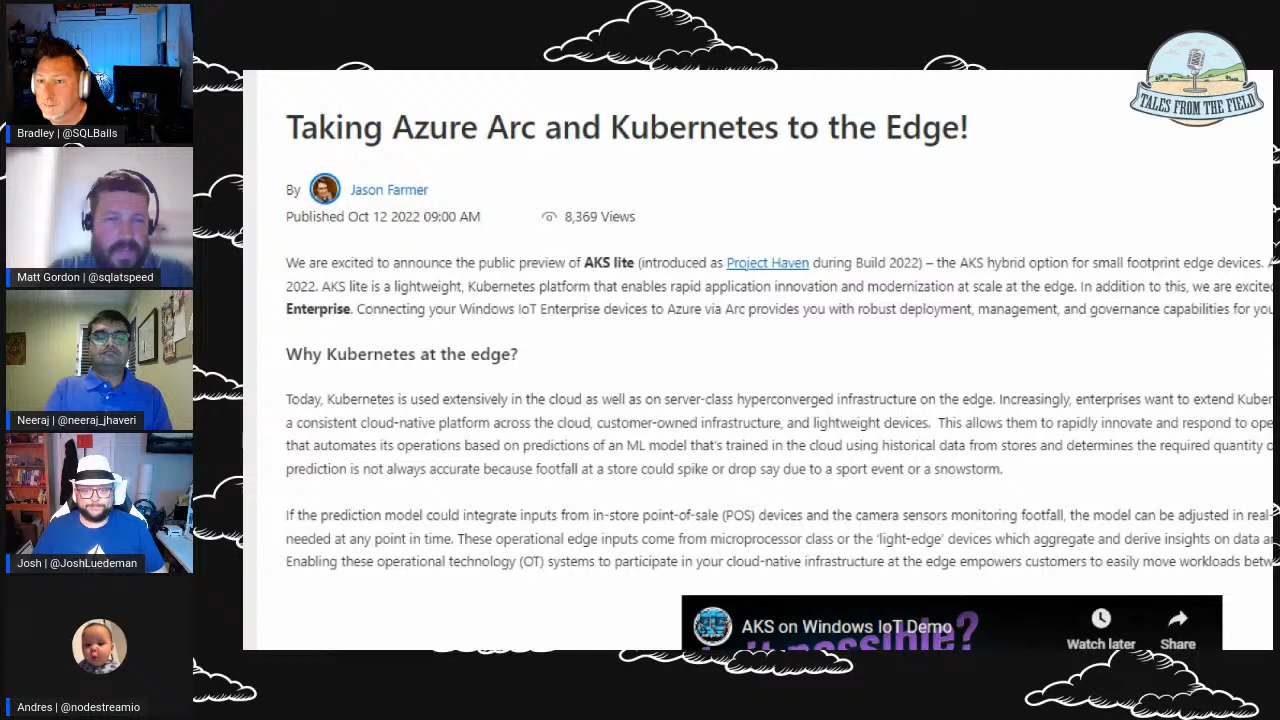 Bradley | @SQLBalls
Matt Gordon | @sqlatspeed
Neeraj | @neeraj_jhaveri
Josh | @JoshLuedeman
Andres | @nodestreamio
TALES FROM THE FIELD
Taking Azure Arc and Kubernetes to the Edge!
By Jason Farmer
Published Oct 12 2022 09:00 AM 8,369 Views
We are excited to announce the public preview of AKS lite (introduced as Project Haven during Build 2022) – the AKS hybrid option for small footprint edge devices.
2022. AKS lite is a lightweight, Kubernetes platform that enables rapid application innovation and modernization at scale at the edge. In addition to this, we are excited
Enterprise. Connecting your Windows IoT Enterprise devices to Azure via Arc provides you with robust deployment, management, and governance capabilities for
Why Kubernetes at the edge?
Today, Kubernetes is used extensively in the cloud as well as on server-class hyperconverged infrastructure on the edge. Increasingly, enterprises want to extend
a consistent cloud-native platform across the cloud, customer-owned infrastructure, and lightweight devices. This allows them to rapidly innovate and respond to
that automates its operations based on predictions of an ML model that's trained in the cloud using historical data from stores and determines the required quantity
prediction is not always accurate because footfall at a store could spike or drop say due to a sport event or a snowstorm.
If the prediction model could integrate inputs from in-store point-of-sale (POS) devices and the camera sensors monitoring footfall, the model can be adjusted in real-
needed at any point in time. These operational edge inputs come from microprocessor class or the 'light-edge' devices which aggregate and derive insights on data
Enabling these operational technology (OT) systems to participate in your cloud-native infrastructure at the edge empowers customers to easily move workloads
AKS on Windows IoT Demo
Watch later Share